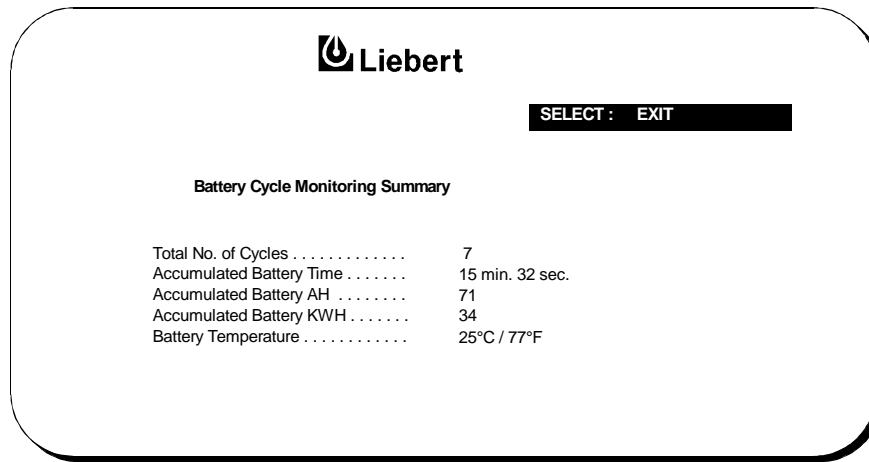 Liebert
SELECT : EXIT
Battery Cycle Monitoring Summary
Total No. of Cycles . . . . . . . . . . . . . 7
Accumulated Battery Time . . . . . . . 15 min. 32 sec.
Accumulated Battery AH . . . . . . . . 71
Accumulated Battery KWH . . . . . . . 34
Battery Temperature . . . . . . . . . . . . 25°C / 77°F